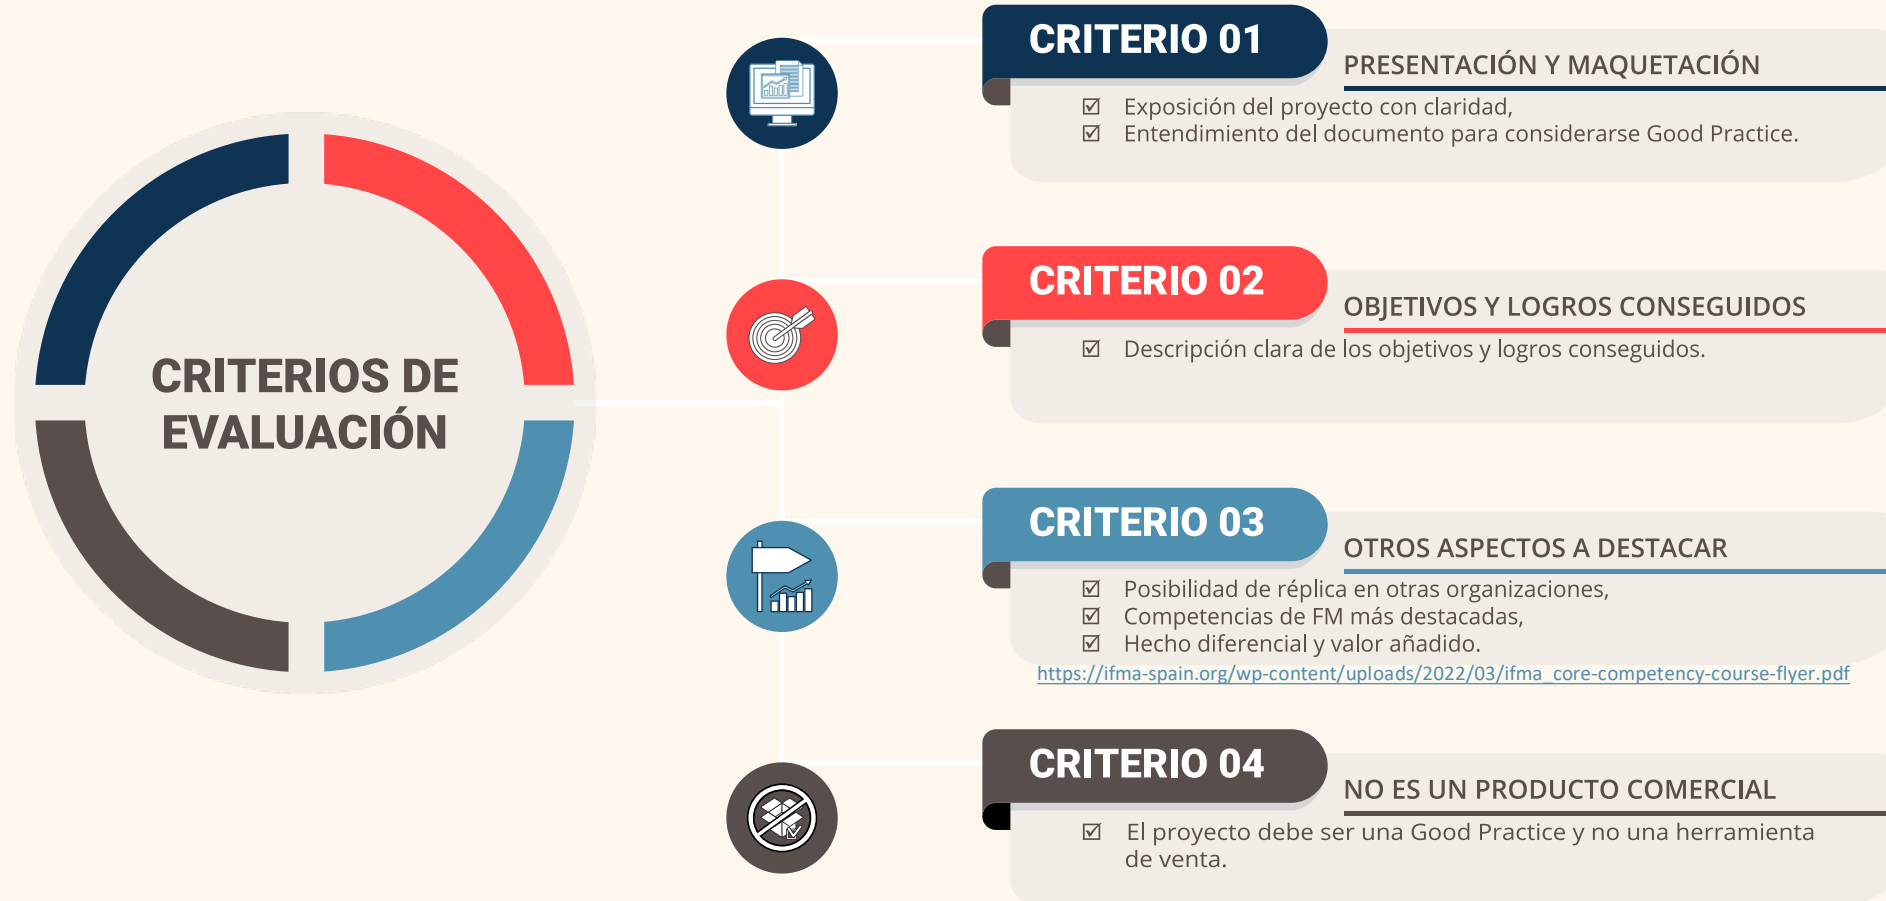 CRITERIOS DE
EVALUACIÓN
CRITERIO 01
PRESENTACIÓN Y MAQUETACIÓN
Exposición del proyecto con claridad,
Entendimiento del documento para considerarse Good Practice.
CRITERIO 02
OBJETIVOS Y LOGROS CONSEGUIDOS
Descripción clara de los objetivos y logros conseguidos.
CRITERIO 03
OTROS ASPECTOS A DESTACAR
Posibilidad de réplica en otras organizaciones,
Competencias de FM más destacadas,
Hecho diferencial y valor añadido.
https://ifma-spain.org/wp-content/uploads/2022/03/ifma_core-competency-course-flyer.pdf
CRITERIO 04
NO ES UN PRODUCTO COMERCIAL
El proyecto debe ser una Good Practice y no una herramienta
de venta.